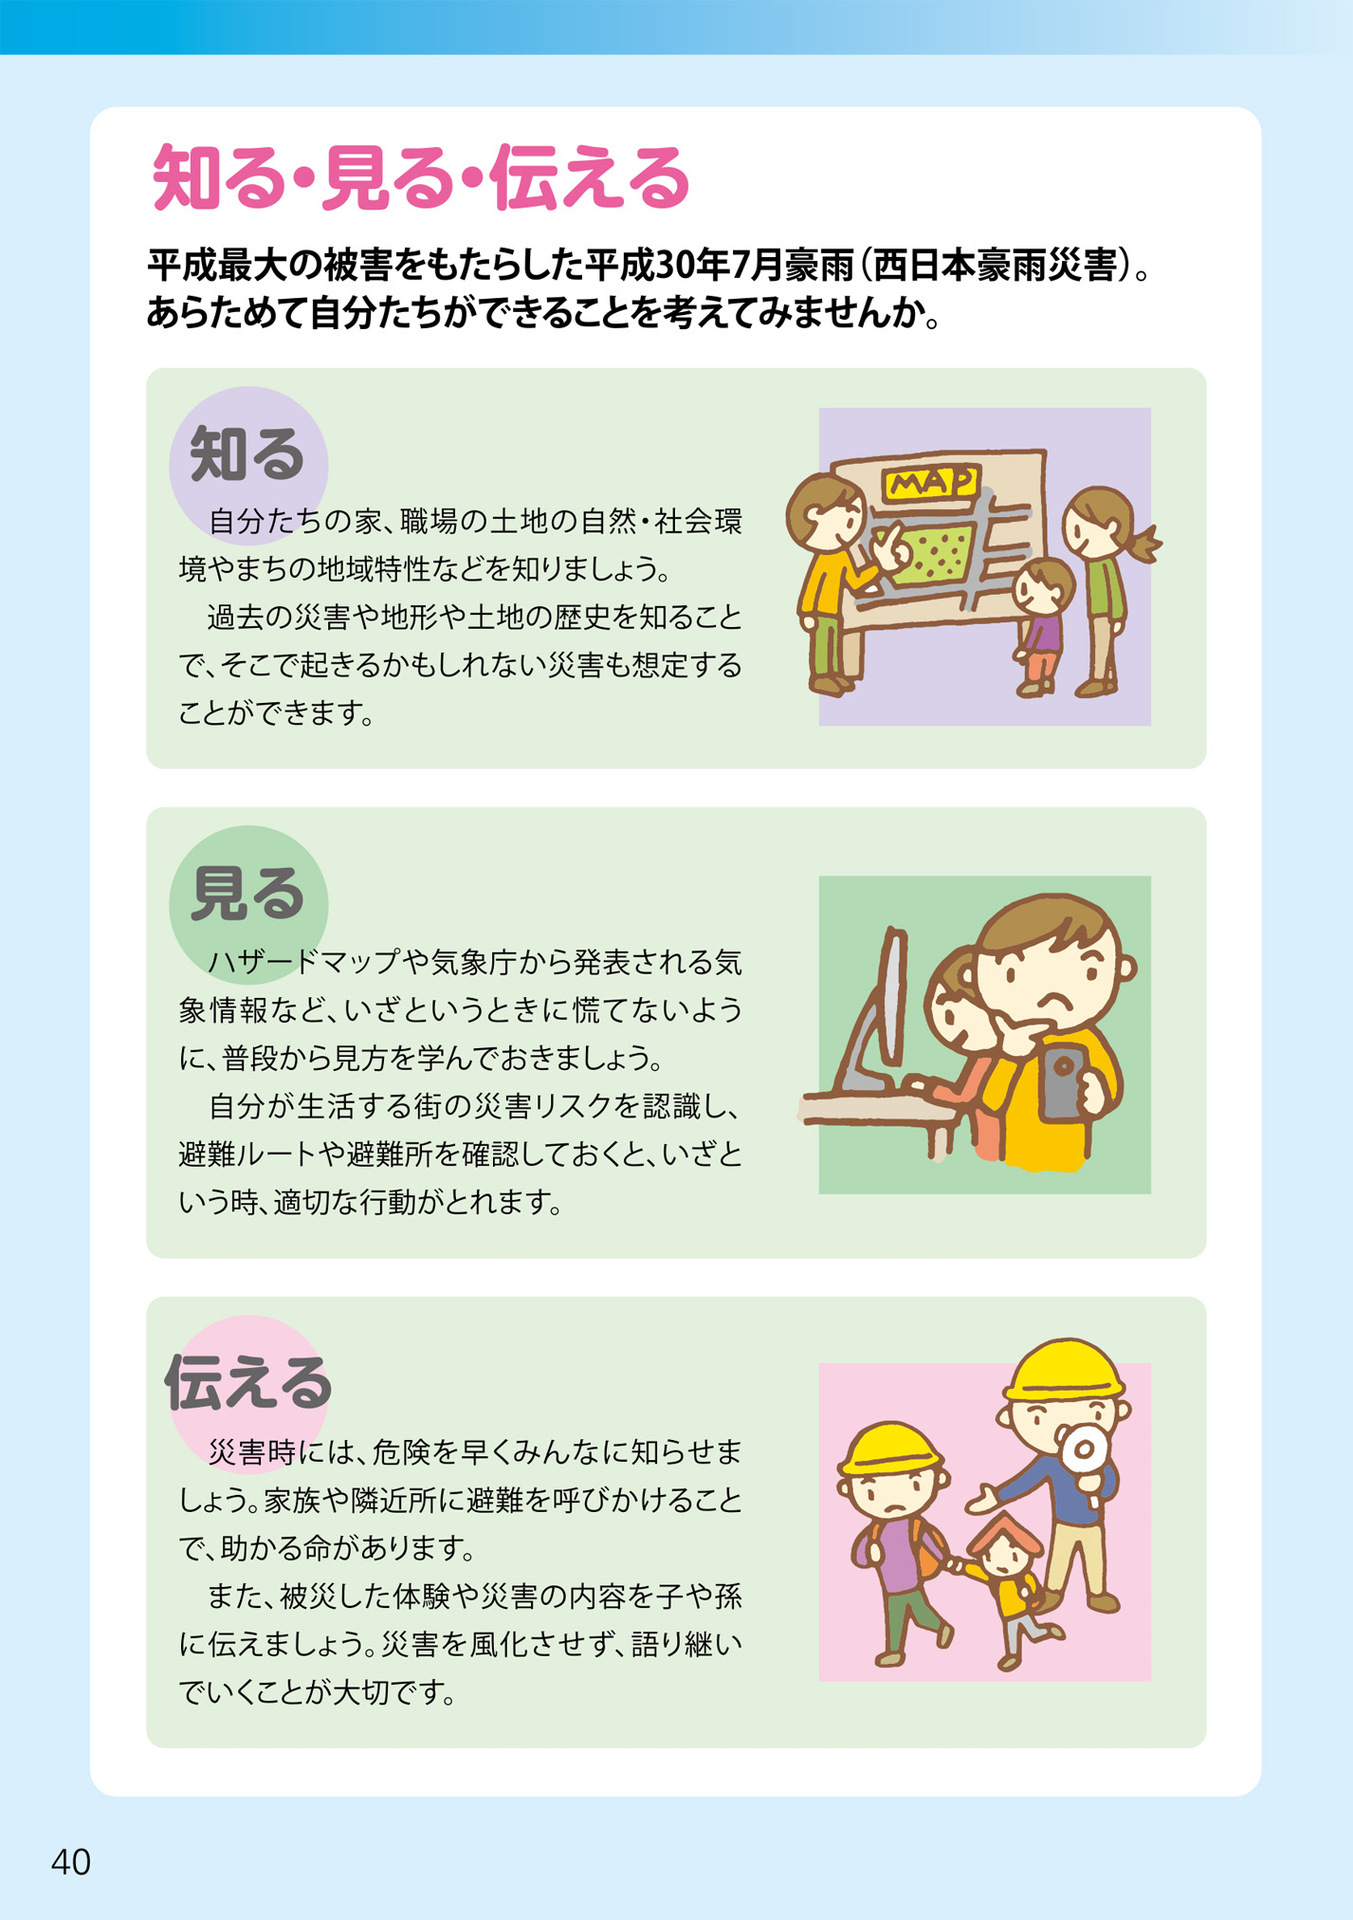 知る・見る・伝える
平成最大の被害をもたらした平成30年7月豪雨（西日本豪雨災害）。
あらためて自分たちができることを考えてみませんか。
知る
自分たちの家、職場の土地の自然・社会環
境やまちの地域特性などを知りましょう。
過去の災害や地形や土地の歴史を知ること
で、そこで起きるかもしれない災害も想定する
ことができます。
MAP
見る
ハザードマップや気象庁から発表される気
象情報など、いざというときに慌てないよう
に、普段から見方を学んでおきましょう。
自分が生活する街の災害リスクを認識し、
避難ルートや避難所を確認しておくと、いざと
いう時、適切な行動がとれます。
伝える
災害時には、危険を早くみんなに知らせま
しょう。家族や隣近所に避難を呼びかけること
で、助かる命があります。
また、被災した体験や災害の内容を子や孫
に伝えましょう。災害を風化させず、語り継い
でいくことが大切です。
40